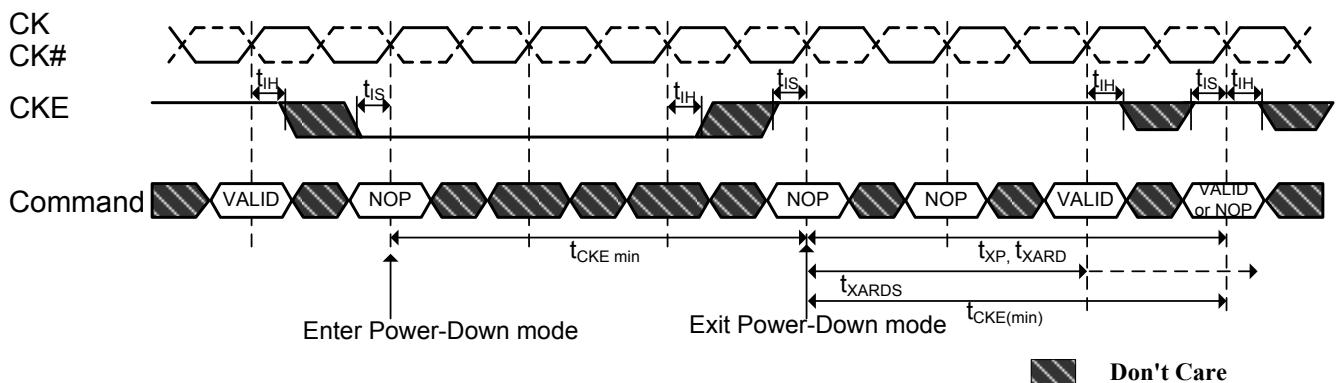 CK
CK#
tIH
tIS
tIH
tIS
tIH
tIS
tIH
CKE
Command
VALID
NOP
NOP
NOP
VALID
VALID
or NOP
tCKE min
tXP, tXARD
tXARDS
tCKE(min)
Enter Power-Down mode
Exit Power-Down mode
Don't Care